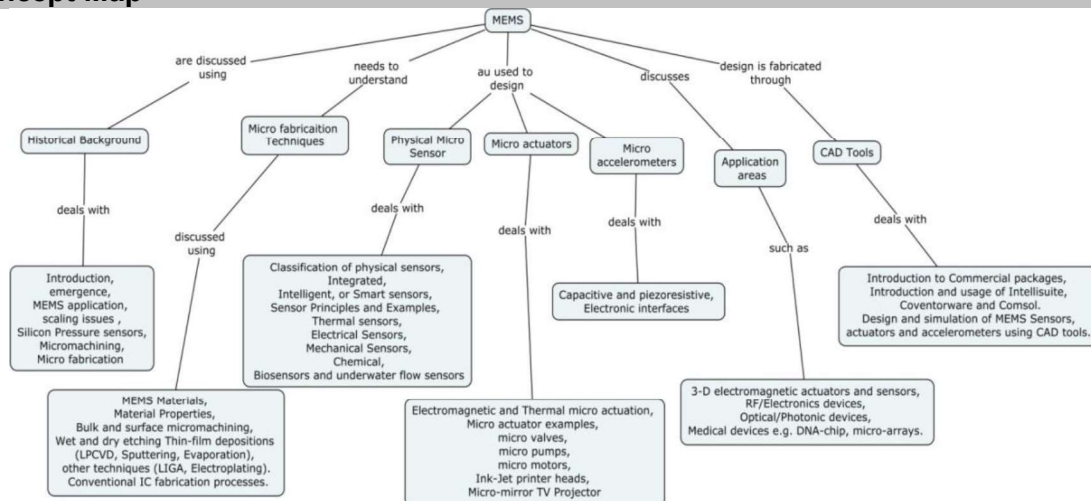 MEMS
are discussed
using
needs to
understand
au used to
design
discusses
design is fabricated
through
Historical Background
Micro fabricaition
Techniques
Physical Micro
Sensor
Micro actuators
Micro
accelerometers
Application
areas
CAD Tools
deals with
discussed
using
deals with
deals with
deals with
such as
deals with
Introduction,
emergence,
MEMS application,
scaling issues ,
Silicon Pressure sensors,
Micromachining,
Micro fabrication
MEMS Materials,
Material Properties,
Bulk and surface micromachining,
Wet and dry etching Thin-film depositions
(LPCVD, Sputtering, Evaporation),
other techniques (LIGA, Electroplating).
Conventional IC fabrication processes.
Classification of physical sensors,
Integrated,
Intelligent, or Smart sensors,
Sensor Principles and Examples,
Thermal sensors,
Electrical Sensors,
Mechanical Sensors,
Chemical,
Biosensors and underwater flow sensors
Electromagnetic and Thermal micro actuation,
Micro actuator examples,
micro valves,
micro pumps,
micro motors,
Ink-Jet printer heads,
Micro-mirror TV Projector
Capacitive and piezoresistive,
Electronic interfaces
3-D electromagnetic actuators and sensors,
RF/Electronics devices,
Optical/Photonic devices,
Medical devices e.g. DNA-chip, micro-arrays.
Introduction to Commercial packages,
Introduction and usage of Intellisuite,
Coventorware and Comsol.
Design and simulation of MEMS Sensors,
actuators and accelerometers using CAD tools.